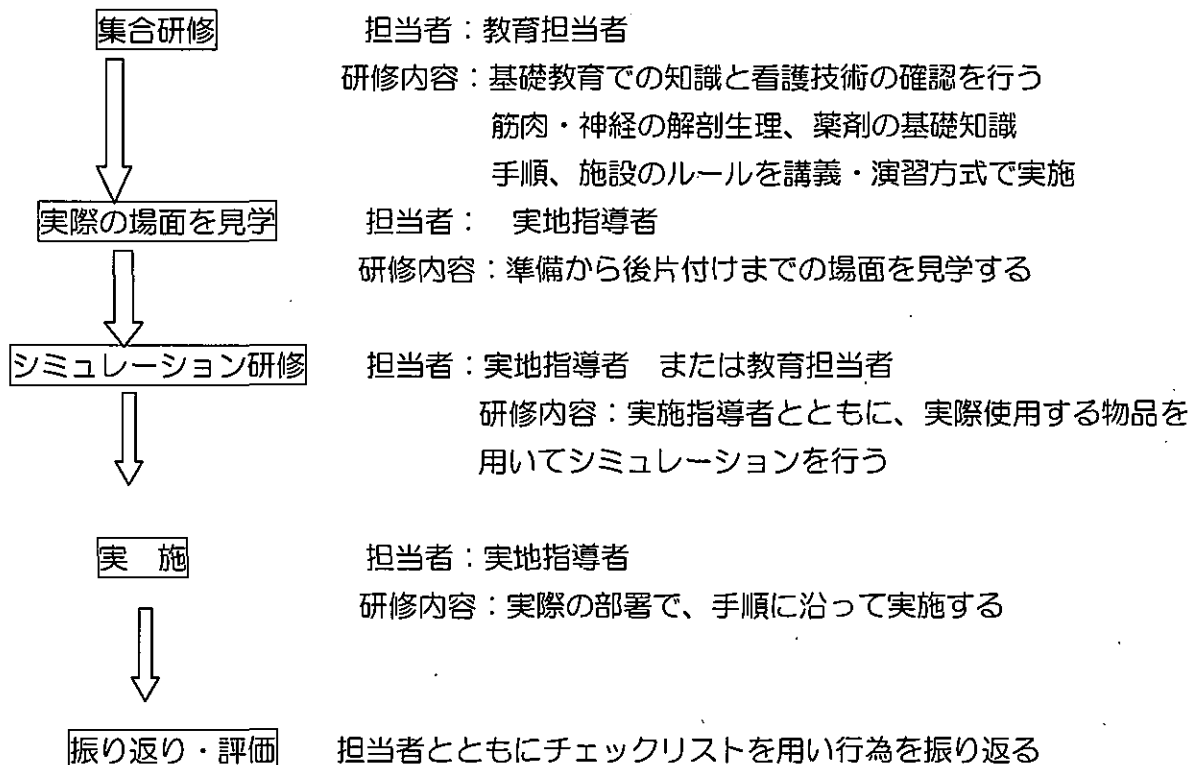 集合研修 担当者：教育担当者
研修内容：基礎教育での知識と看護技術の確認を行う
筋肉・神経の解剖生理、薬剤の基礎知識
手順、施設のルールを講義・演習方式で実施
実際の場面を見学 担当者： 実地指導者
研修内容：準備から後片付けまでの場面を見学する
シミュレーション研修 担当者：実地指導者 または教育担当者
研修内容：実施指導者とともに、実際使用する物品を
用いてシミュレーションを行う
実 施 担当者：実地指導者
研修内容：実際の部署で、手順に沿って実施する
振り返り・評価 担当者とともにチェックリストを用い行為を振り返る